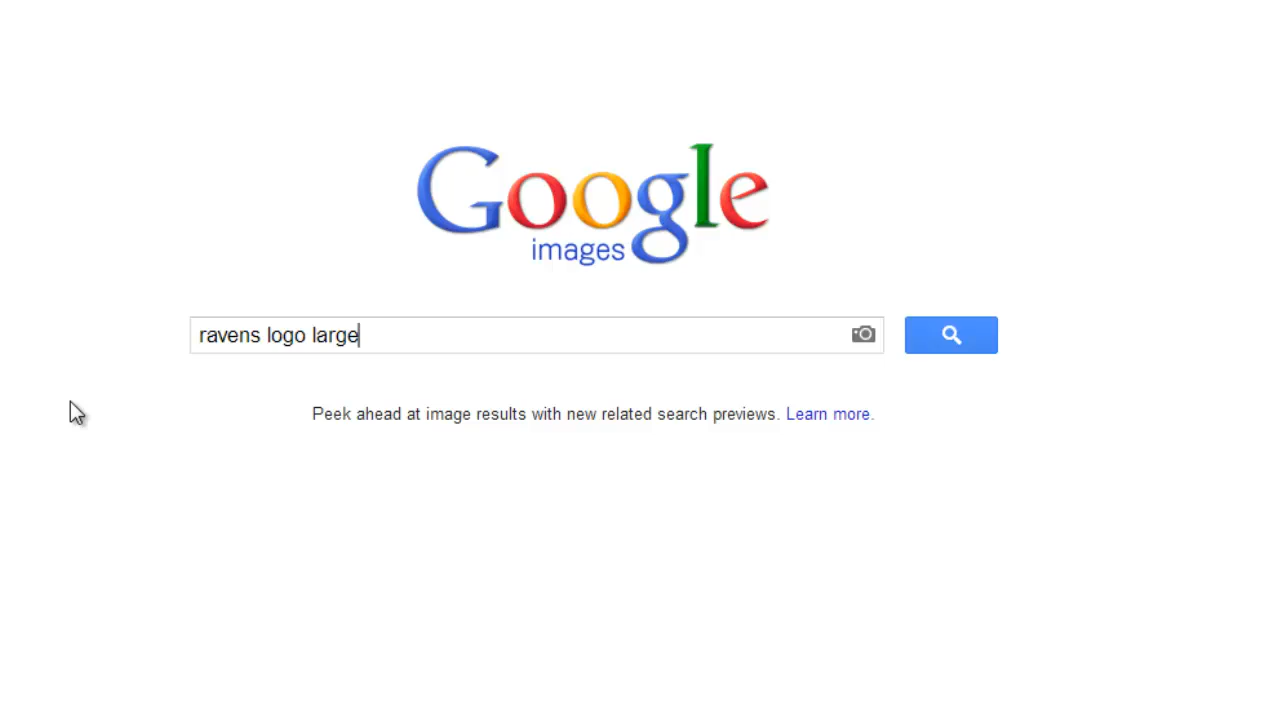 Google
images
ravens logo large
Peek ahead at image results with new related search previews. Learn more.